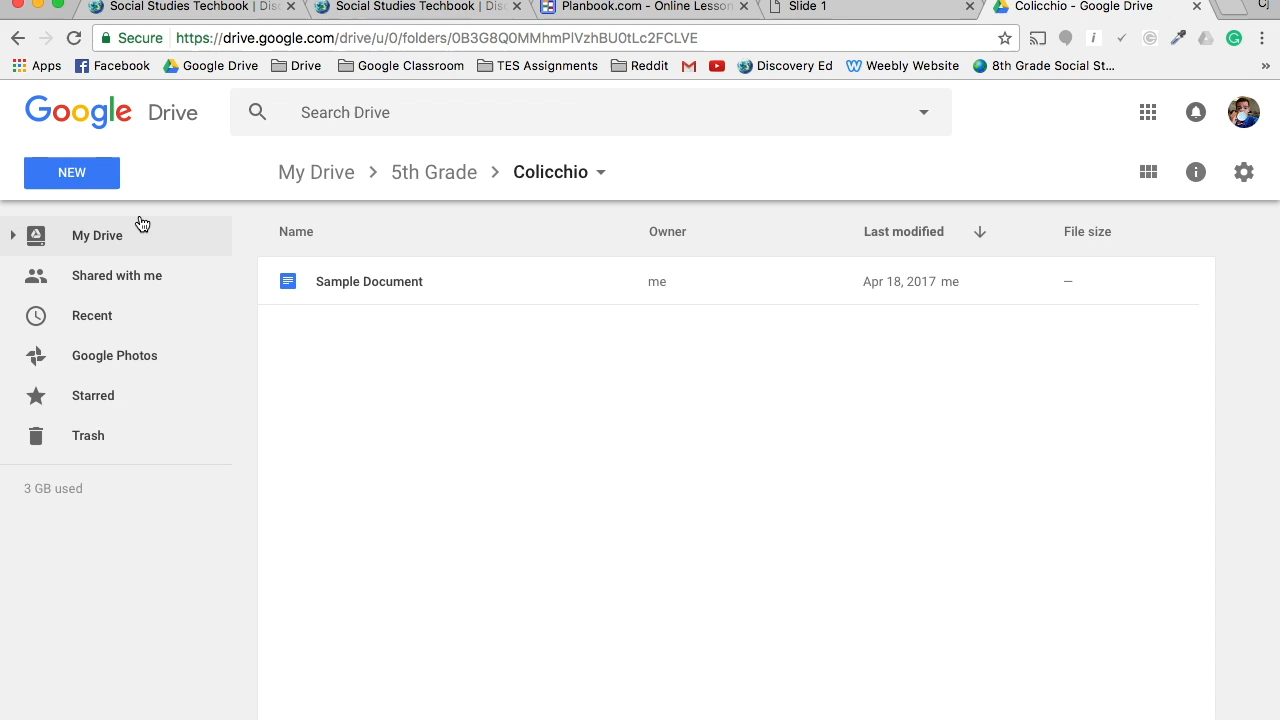 Social Studies Techbook | Disc
Social Studies Techbook | Disc
Planbook.com - Online Lesson
Slide 1
Colicchio - Google Drive
Secure
https://drive.google.com/drive/u/0/folders/0B3G8Q0MMhmPlVzhBU0tLc2FCLVE
Apps
Facebook
Google Drive
Drive
Google Classroom
TES Assignments
Reddit
Discovery Ed
Weebly Website
8th Grade Social St...
Google Drive
Search Drive
NEW
My Drive > 5th Grade > Colicchio
My Drive
Shared with me
Recent
Google Photos
Starred
Trash
3 GB used
Name
Owner
Last modified
File size
Sample Document
me
Apr 18, 2017 me
—